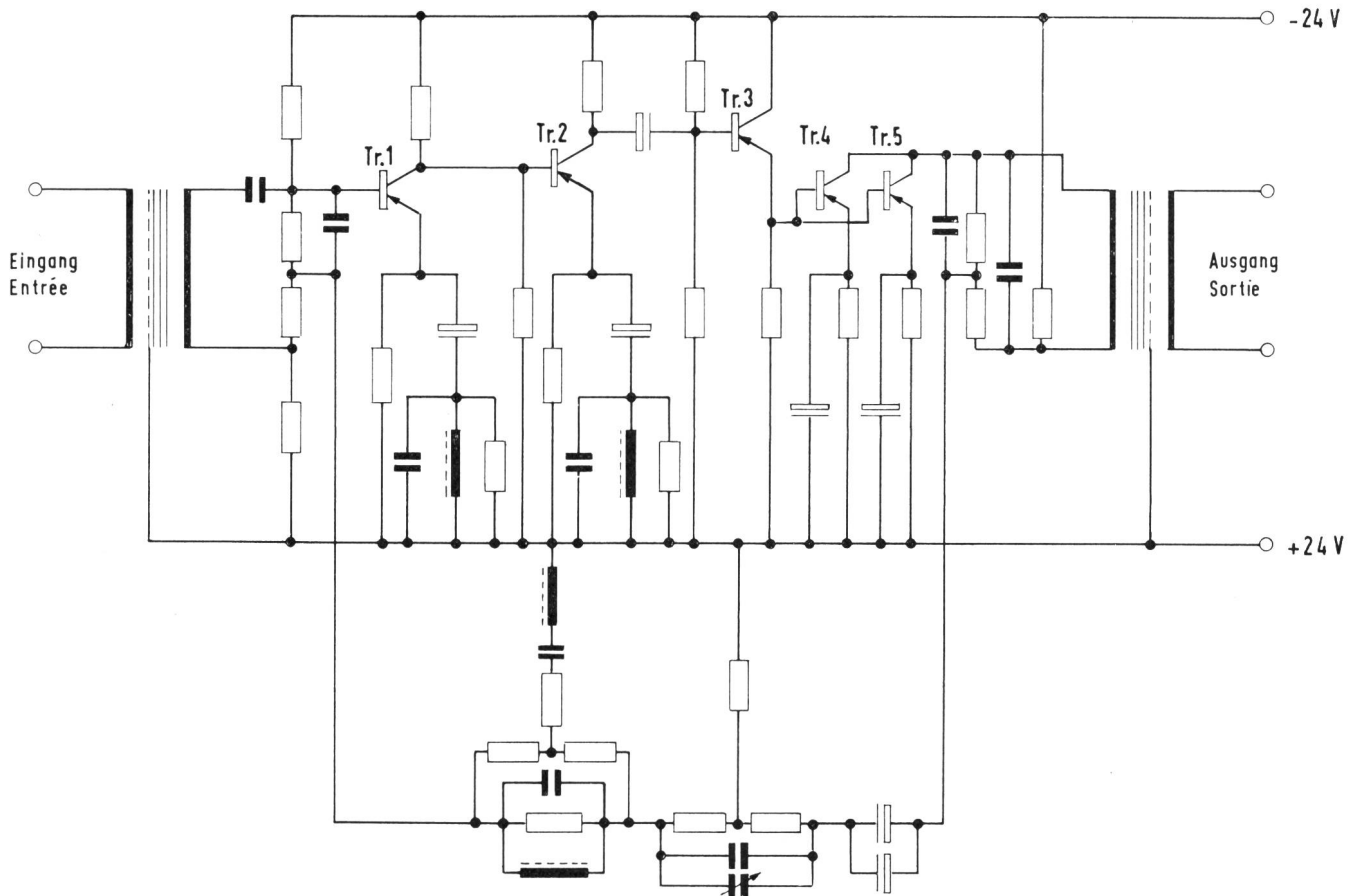 -24 V
Tr.3
Tr.4 Tr.5
Tr.2
Tr.1
Eingang
Entrée
Ausgang
Sortie
+24 V